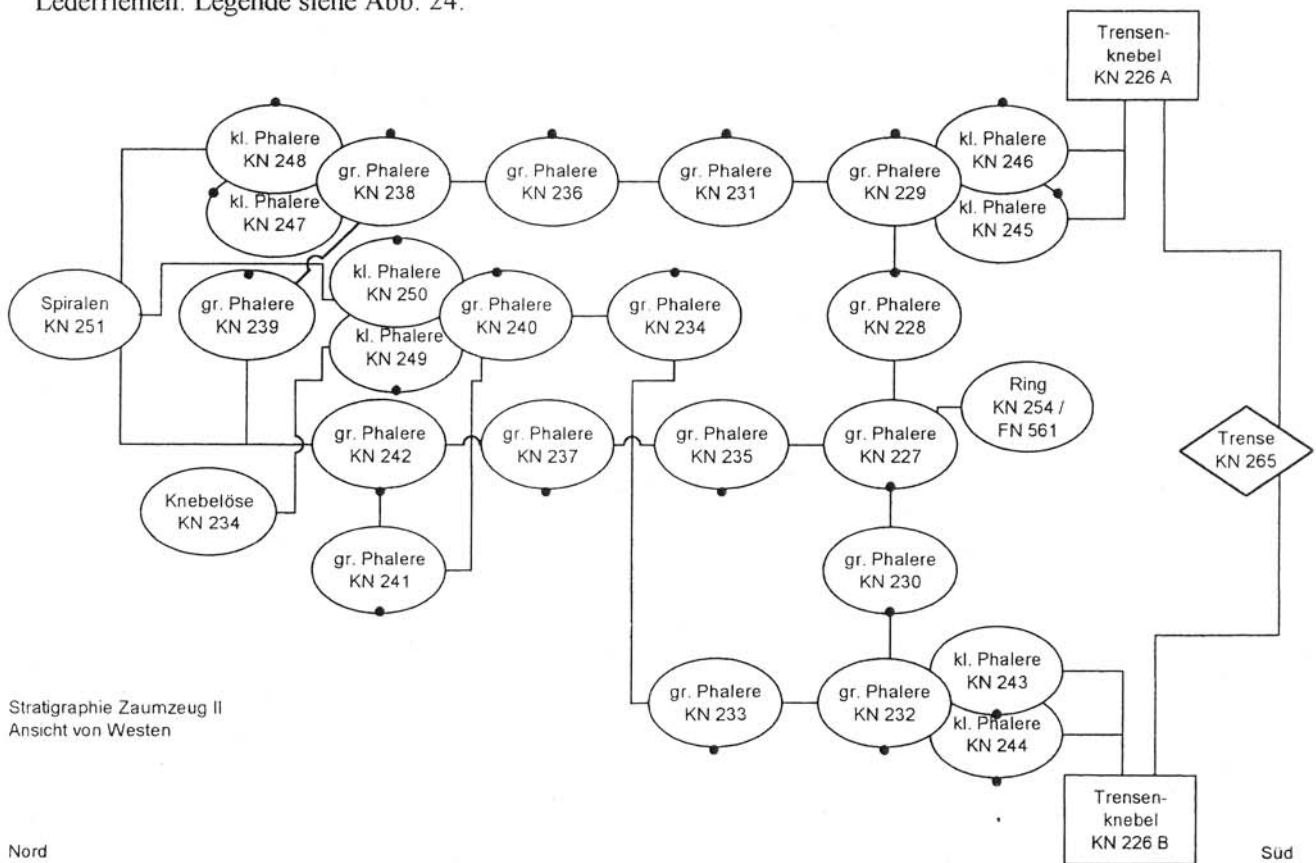 Lederriemen. Legende siehe Abb. 24.
Trensen-
knebel
KN 226 A
kl. Phalere
KN 248
kl. Phalere
KN 247
gr. Phalere
KN 238
gr. Phalere
KN 236
gr. Phalere
KN 231
gr. Phalere
KN 229
kl. Phalere
KN 246
kl. Phalere
KN 245
Spiralen
KN 251
gr. Phalere
KN 239
kl. Phalere
KN 250
kl. Phalere
KN 249
gr. Phalere
KN 240
gr. Phalere
KN 234
gr. Phalere
KN 228
Ring
KN 254 /
FN 561
gr. Phalere
KN 242
gr. Phalere
KN 237
gr. Phalere
KN 235
gr. Phalere
KN 227
Trense
KN 265
Knebelöse
KN 234
gr. Phalere
KN 241
gr. Phalere
KN 230
kl. Phalere
KN 243
kl. Phalere
KN 244
gr. Phalere
KN 233
gr. Phalere
KN 232
Stratigraphie Zaumzeug II
Ansicht von Westen
Trensen-
knebel
KN 226 B
Nord
Süd